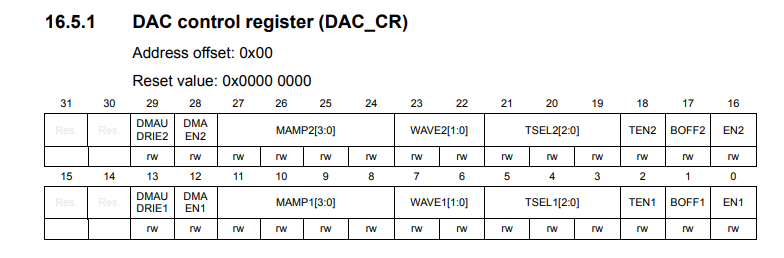 16.5.1 DAC control register (DAC_CR)
Address offset: 0x00
Reset value: 0x0000 0000
31 30 29 28 27 26 25 24 23 22 21 20 19 18 17 16
Res. Res. DMAU DRIE2 DMA EN2 MAMP2[3:0] WAVE2[1:0] TSEL2[2:0] TEN2 BOFF2 EN2
rw rw rw rw rw rw rw rw rw rw rw rw rw rw
15 14 13 12 11 10 9 8 7 6 5 4 3 2 1 0
Res. Res. DMAU DRIE1 DMA EN1 MAMP1[3:0] WAVE1[1:0] TSEL1[2:0] TEN1 BOFF1 EN1
rw rw rw rw rw rw rw rw rw rw rw rw rw rw